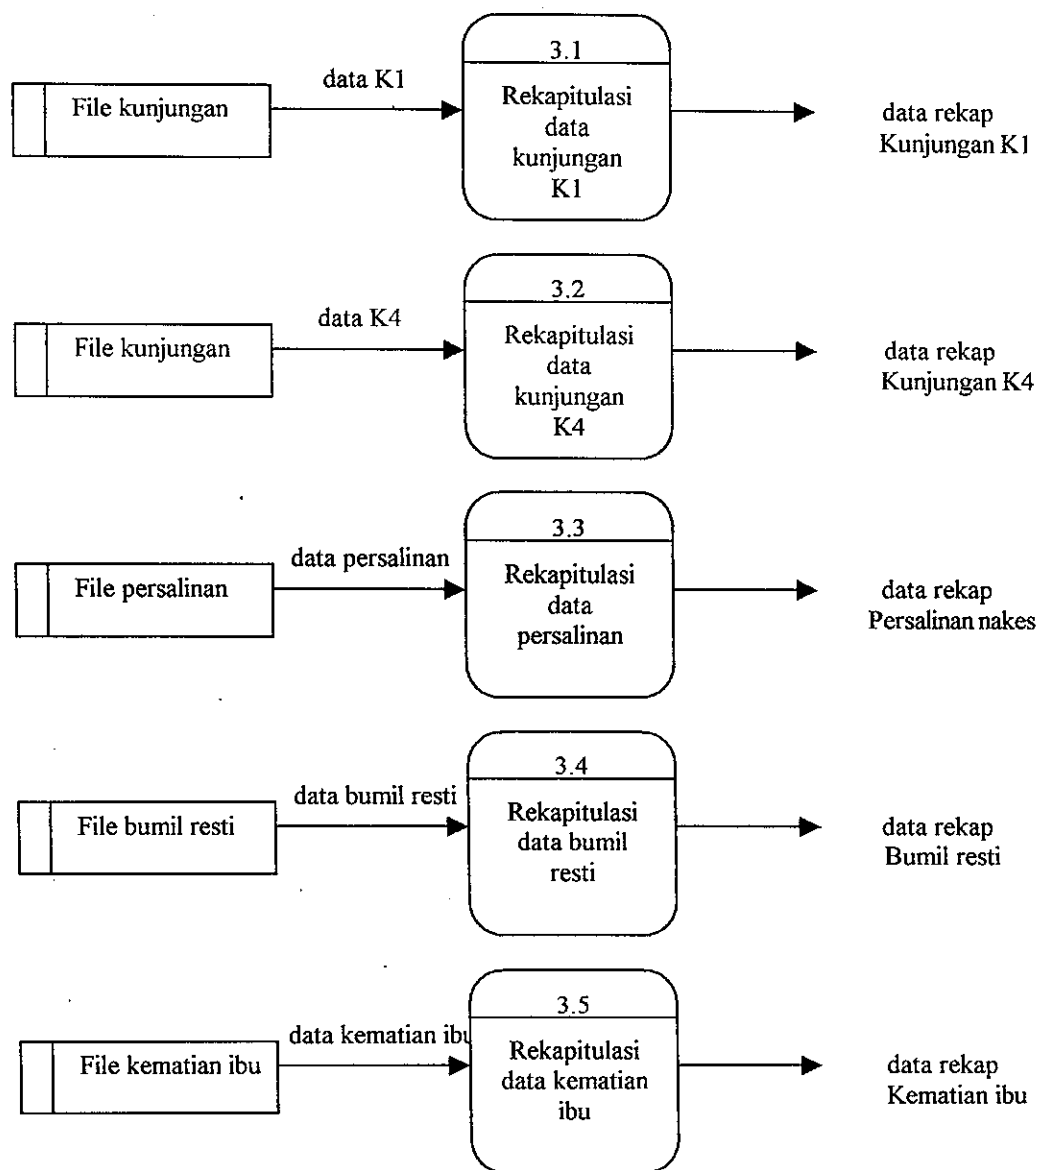 3.1
data K1
File kunjungan
Rekapitulasi
data
kunjungan
K1
data rekap
Kunjungan K1
3.2
data K4
File kunjungan
Rekapitulasi
data
kunjungan
K4
data rekap
Kunjungan K4
3.3
data persalinan
File persalinan
Rekapitulasi
data
persalinan
data rekap
Persalinan nakes
3.4
data bumil resti
File bumil resti
Rekapitulasi
data bumil
resti
data rekap
Bumil resti
3.5
data kematian ibu
File kematian ibu
Rekapitulasi
data kematian
ibu
data rekap
Kematian ibu